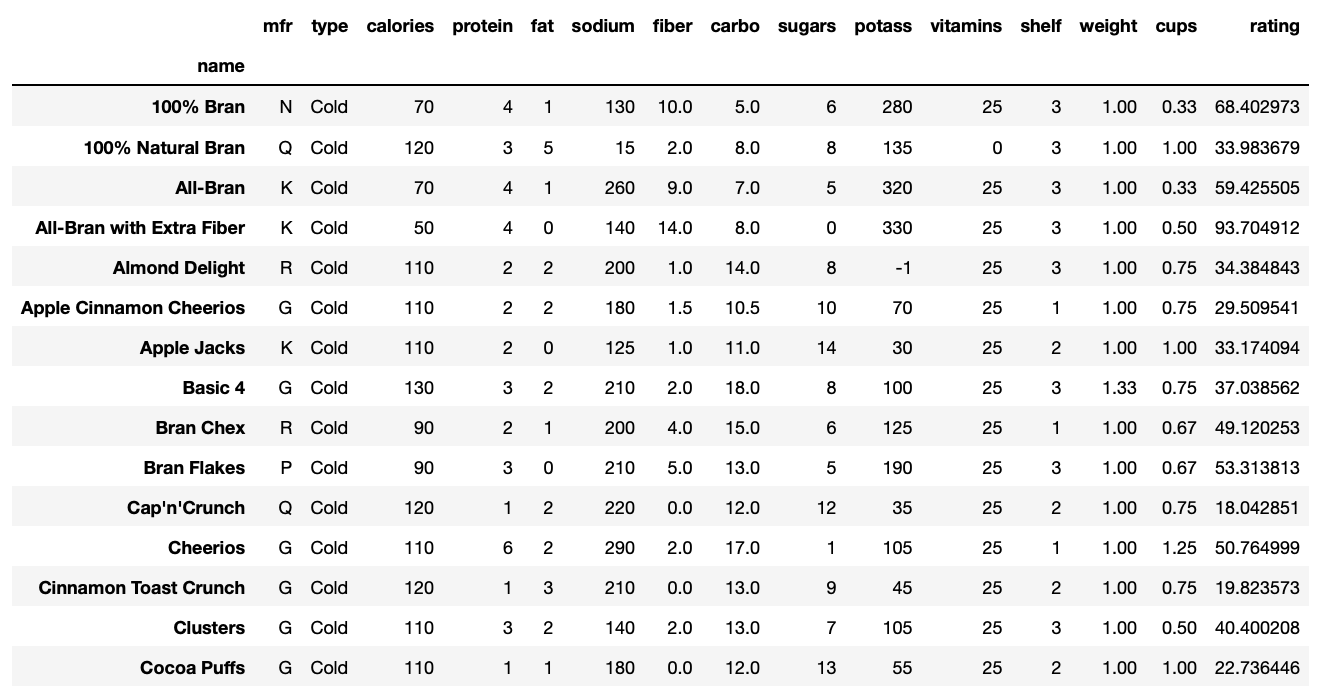 mfr type calories protein fat sodium fiber carbo sugars potass vitamins shelf weight cups rating
name
100% Bran N Cold 70 4 1 130 10.0 5.0 6 280 25 3 1.00 0.33 68.402973
100% Natural Bran Q Cold 120 3 5 15 2.0 8.0 8 135 0 3 1.00 1.00 33.983679
All-Bran K Cold 70 4 1 260 9.0 7.0 5 320 25 3 1.00 0.33 59.425505
All-Bran with Extra Fiber K Cold 50 4 0 140 14.0 8.0 0 330 25 3 1.00 0.50 93.704912
Almond Delight R Cold 110 2 2 200 1.0 14.0 8 -1 25 3 1.00 0.75 34.384843
Apple Cinnamon Cheerios G Cold 110 2 2 180 1.5 10.5 10 70 25 1 1.00 0.75 29.509541
Apple Jacks K Cold 110 2 0 125 1.0 11.0 14 30 25 2 1.00 1.00 33.174094
Basic 4 G Cold 130 3 2 210 2.0 18.0 8 100 25 3 1.33 0.75 37.038562
Bran Chex R Cold 90 2 1 200 4.0 15.0 6 125 25 1 1.00 0.67 49.120253
Bran Flakes P Cold 90 3 0 210 5.0 13.0 5 190 25 3 1.00 0.67 53.313813
Cap'n'Crunch Q Cold 120 1 2 220 0.0 12.0 12 35 25 2 1.00 0.75 18.042851
Cheerios G Cold 110 6 2 290 2.0 17.0 1 105 25 1 1.00 1.25 50.764999
Cinnamon Toast Crunch G Cold 120 1 3 210 0.0 13.0 9 45 25 2 1.00 0.75 19.823573
Clusters G Cold 110 3 2 140 2.0 13.0 7 105 25 3 1.00 0.50 40.400208
Cocoa Puffs G Cold 110 1 1 180 0.0 12.0 13 55 25 2 1.00 1.00 22.736446